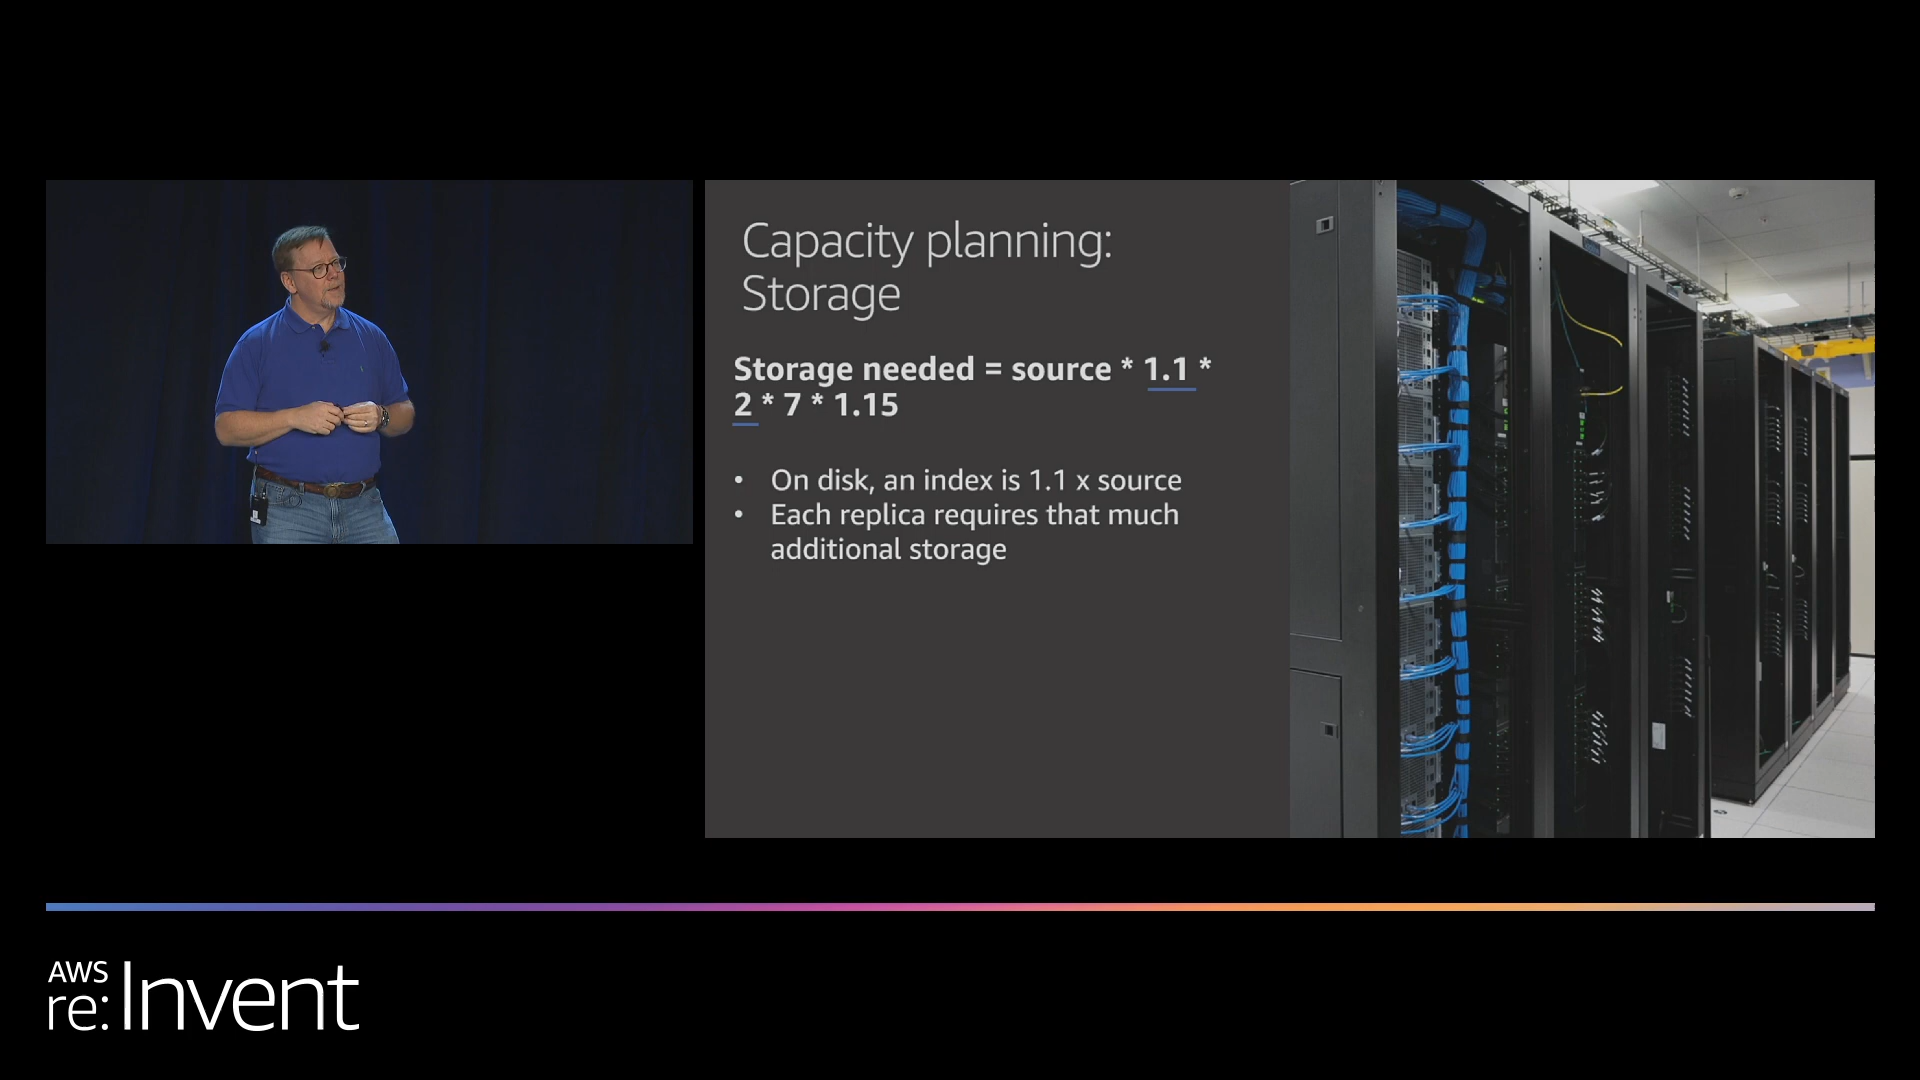 Capacity planning:
Storage
Storage needed = source * 1.1 *
2 * 7 * 1.15
• On disk, an index is 1.1 x source
• Each replica requires that much
additional storage
AWS
re:Invent